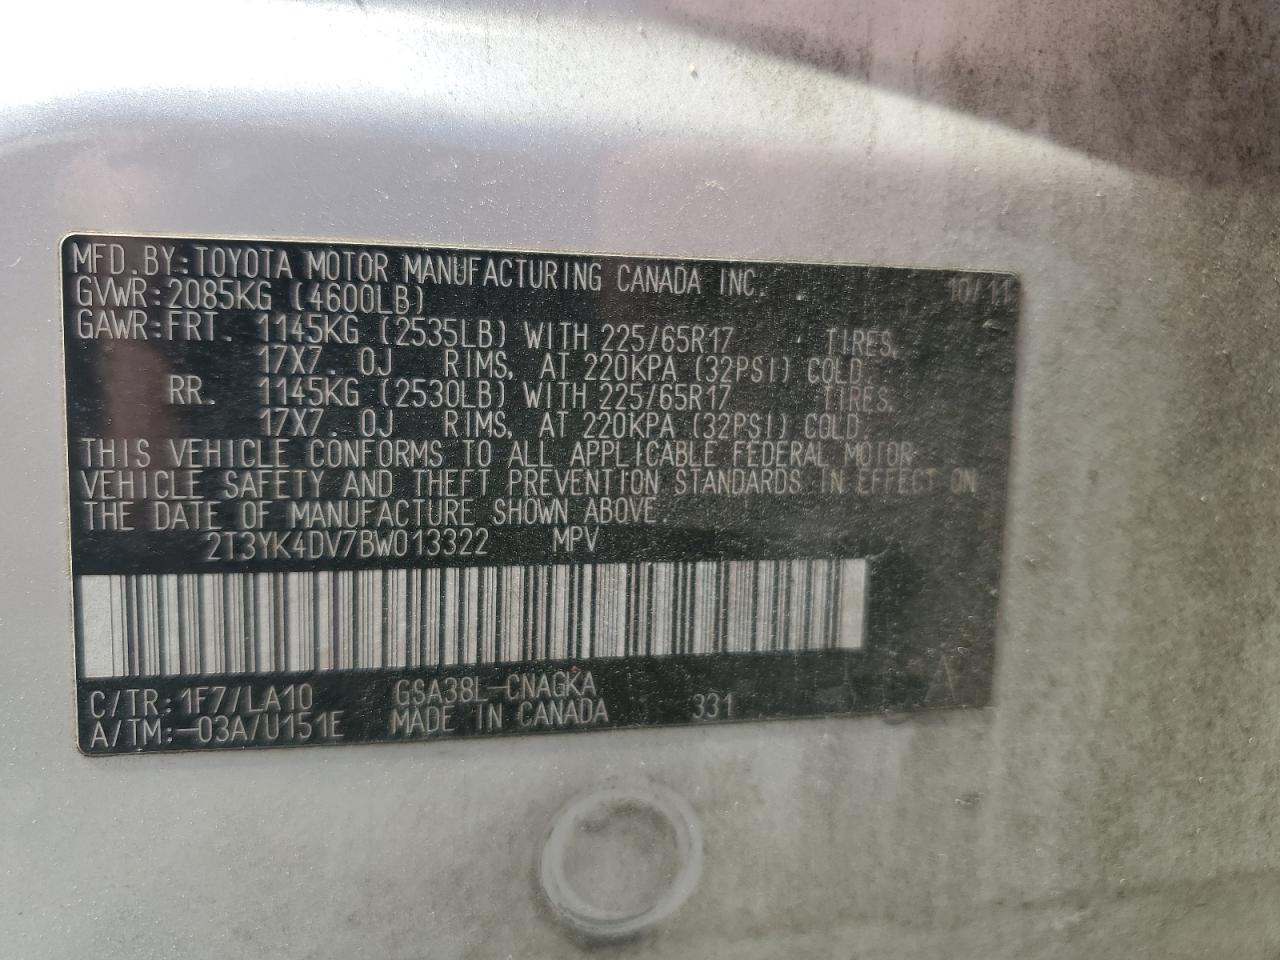 MFD.BY:TOYOTA MOTOR MANUFACTURING CANADA INC. 10/11
GVWR:2085KG (4600LB)
GAWR:FRT. 1145KG (2535LB) WITH 225/65R17 TIRES,
17X7.0J RIMS, AT 220KPA (32PSI) COLD
RR. 1145KG (2530LB) WITH 225/65R17 TIRES,
17X7.0J RIMS, AT 220KPA (32PSI) COLD.
THIS VEHICLE CONFORMS TO ALL APPLICABLE FEDERAL MOTOR
VEHICLE SAFETY AND THEFT PREVENTION STANDARDS IN EFFECT ON
THE DATE OF MANUFACTURE SHOWN ABOVE.
2T3YK4DV7BW013322 MPV
C/TR:1F7//LA10 GSA38L-CNAGKA
A/TM:-03A/U151E MADE IN CANADA 331 A